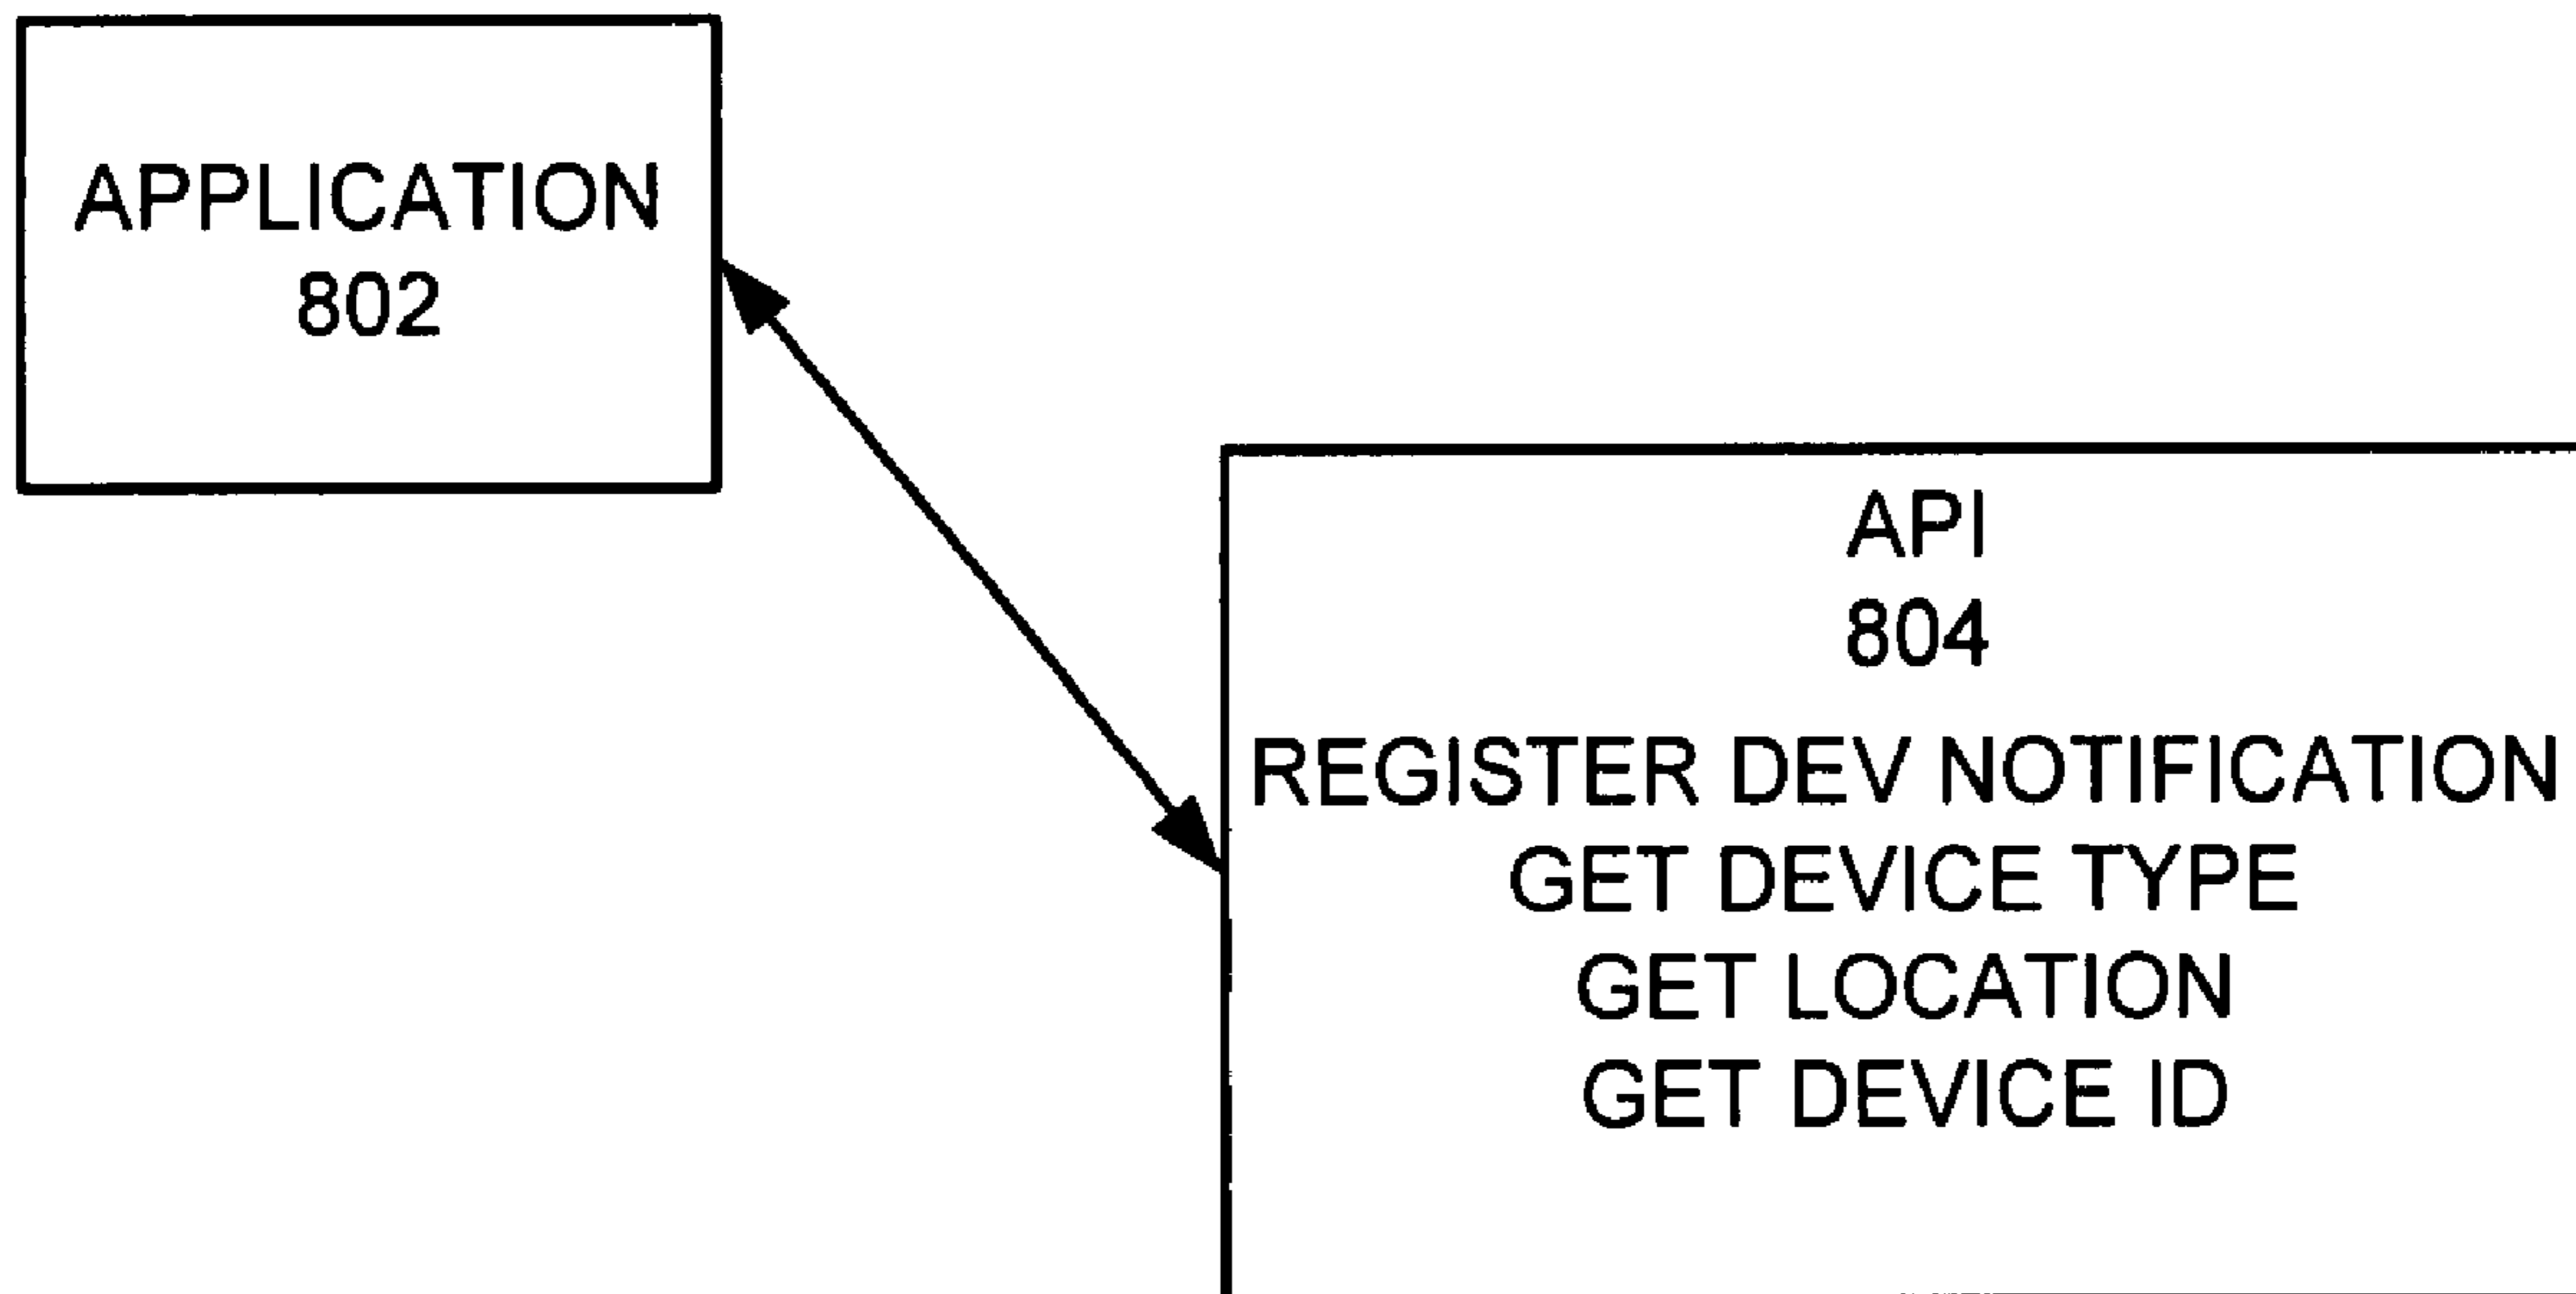 APPLICATION
802
API
804
REGISTER DEV NOTIFICATION
GET DEVICE TYPE
GET LOCATION
GET DEVICE ID